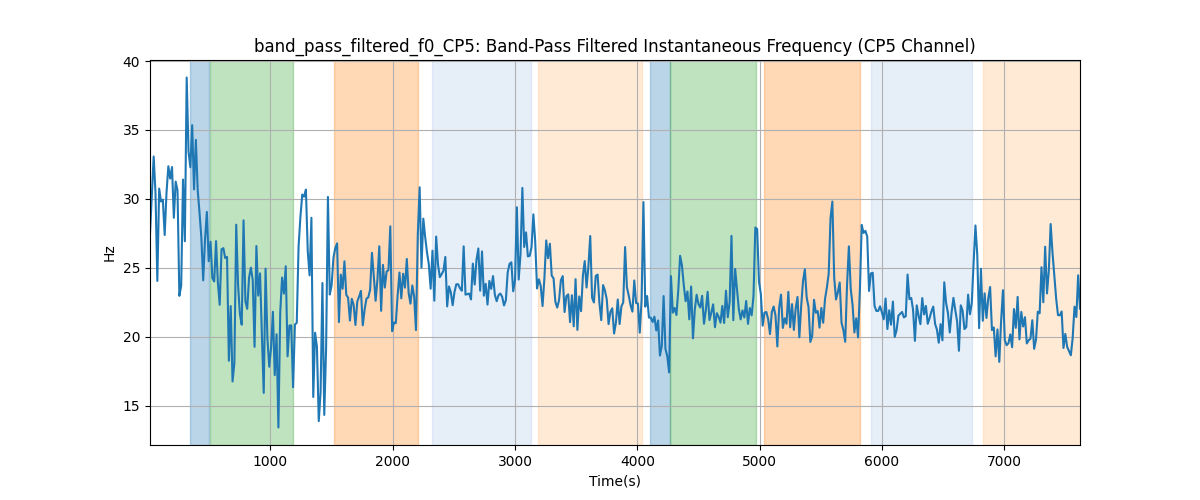 band_pass_filtered_f0_CP5: Band-Pass Filtered Instantaneous Frequency (CP5 Channel)
40
35
30
25
20
15
Hz
1000 2000 3000 4000 5000 6000 7000
Time(s)